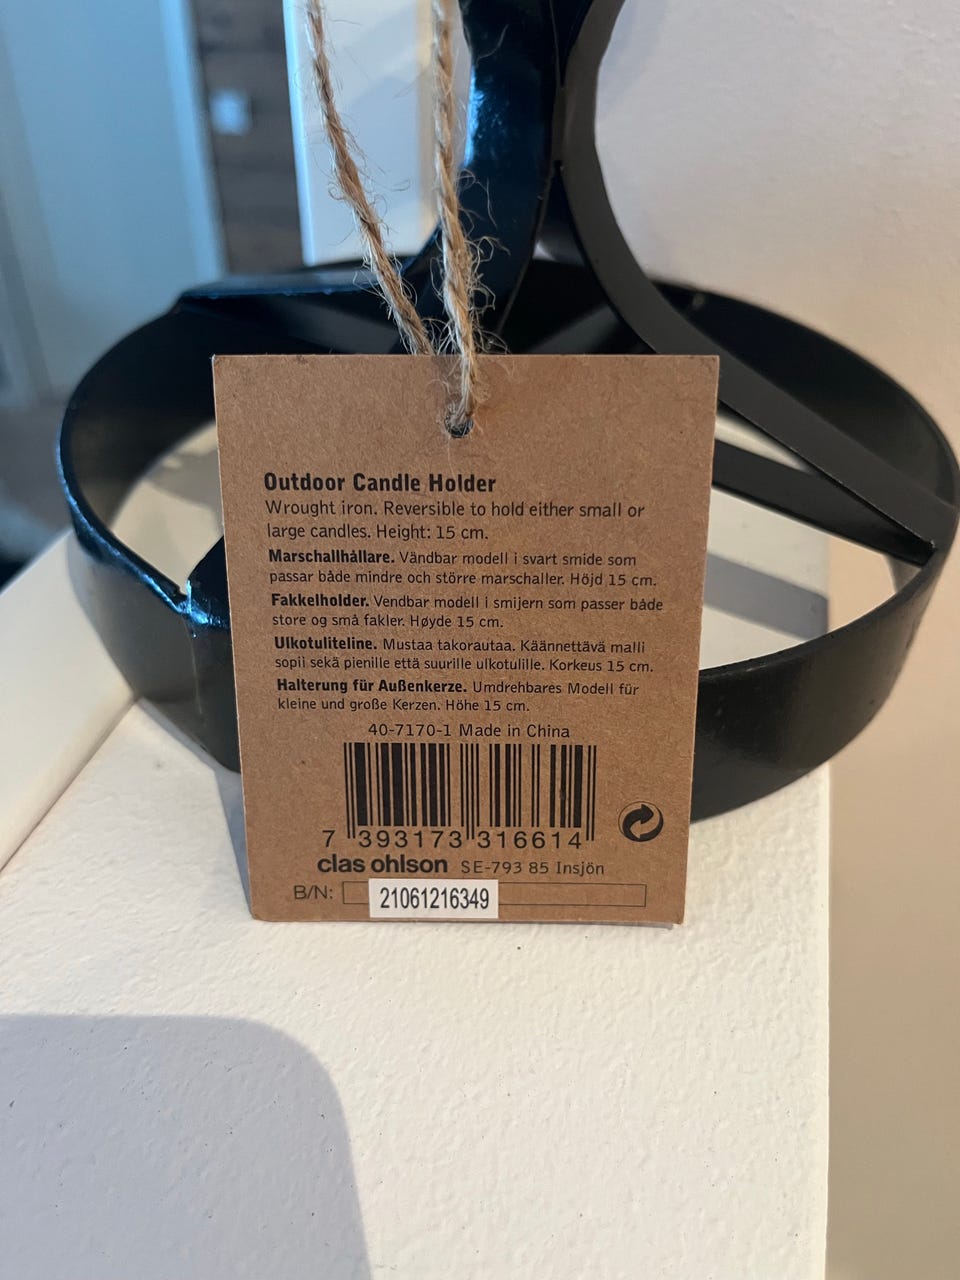 Outdoor Candle Holder
Wrought iron. Reversible to hold either small or
large candles. Height: 15 cm.
Marschallhållare. Vändbar modell i svart smide som
passar både mindre och större marschaller. Höjd 15 cm.
Fakkelholder. Vendbar modell i smijern som passer både
store og små fakler. Høyde 15 cm.
Ulkotuliteline. Mustaa takorautaa. Käännettävä malli
sopii sekä pienille että suurille ulkotulille. Korkeus 15 cm.
Halterung für Außenkerze. Umdrehbares Modell für
kleine und große Kerzen. Höhe 15 cm.
40-7170-1 Made in China
7 393173 316614
clas ohlson SE-793 85 Insjön
B/N: 21061216349